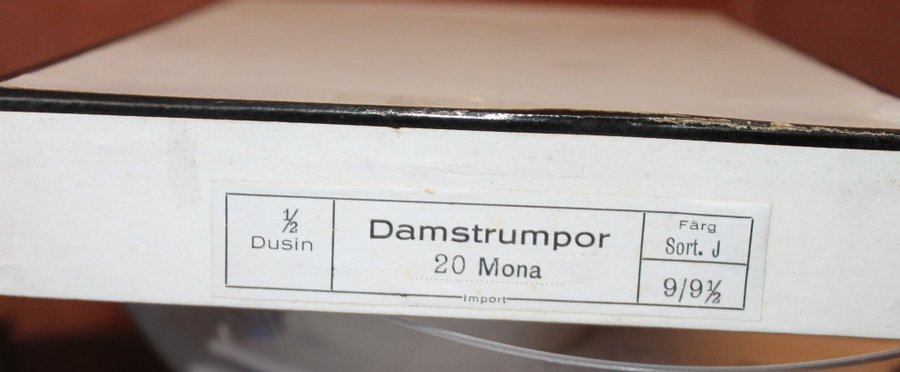 ½
Dusin
Damstrumpor
20 Mona
Import
Färg
Sort. J
9/9½